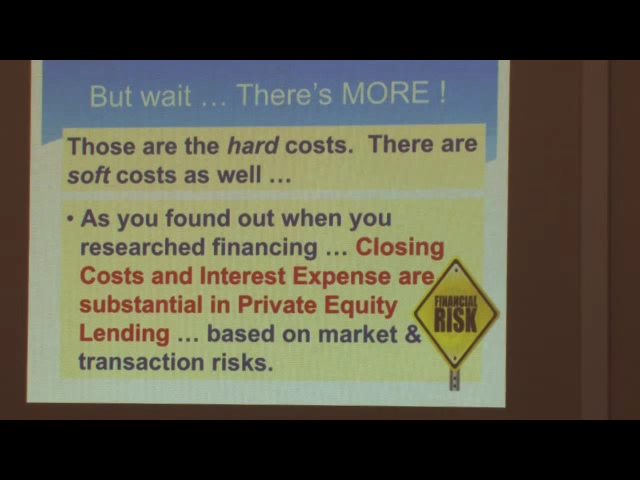 But wait … There's MORE !
Those are the hard costs. There are
soft costs as well …
• As you found out when you
researched financing … Closing
Costs and Interest Expense are
substantial in Private Equity
Lending … based on market &
transaction risks.
FINANCIAL
RISK